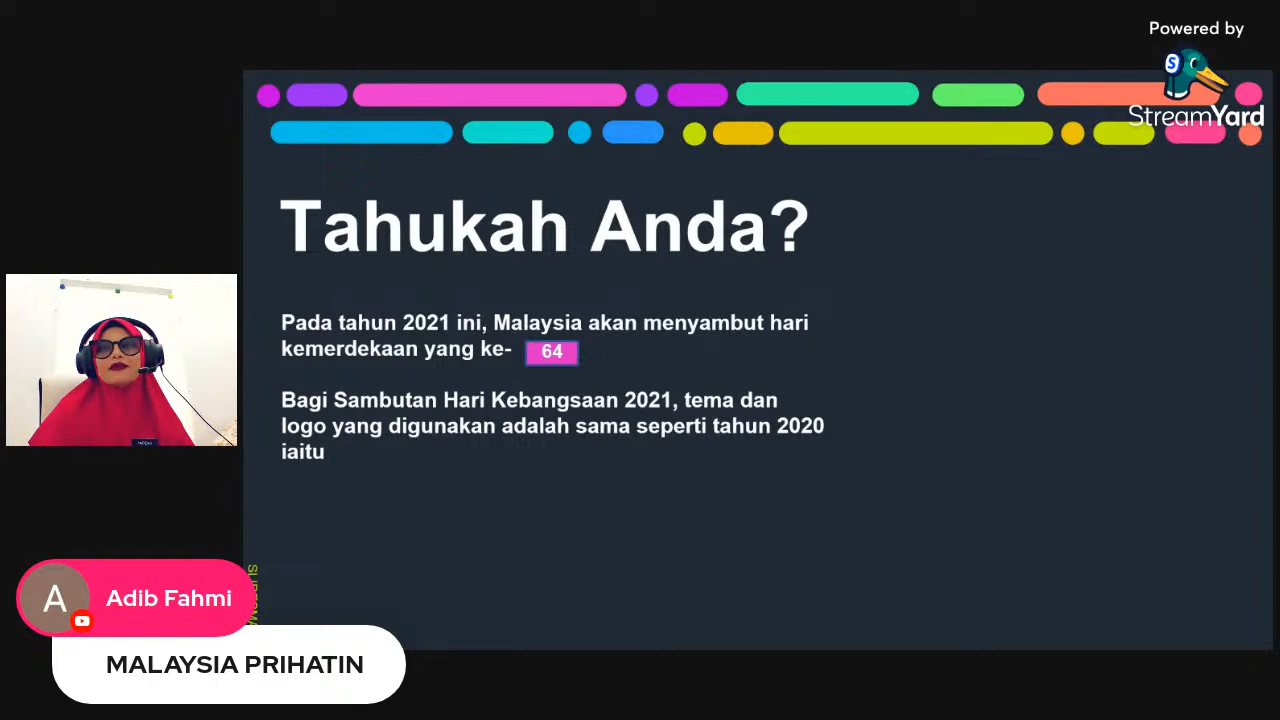 Powered by
StreamYard
Tahukah Anda?
Pada tahun 2021 ini, Malaysia akan menyambut hari
kemerdekaan yang ke- 64
Bagi Sambutan Hari Kebangsaan 2021, tema dan
logo yang digunakan adalah sama seperti tahun 2020
iaitu
A
Adib Fahmi
MALAYSIA PRIHATIN